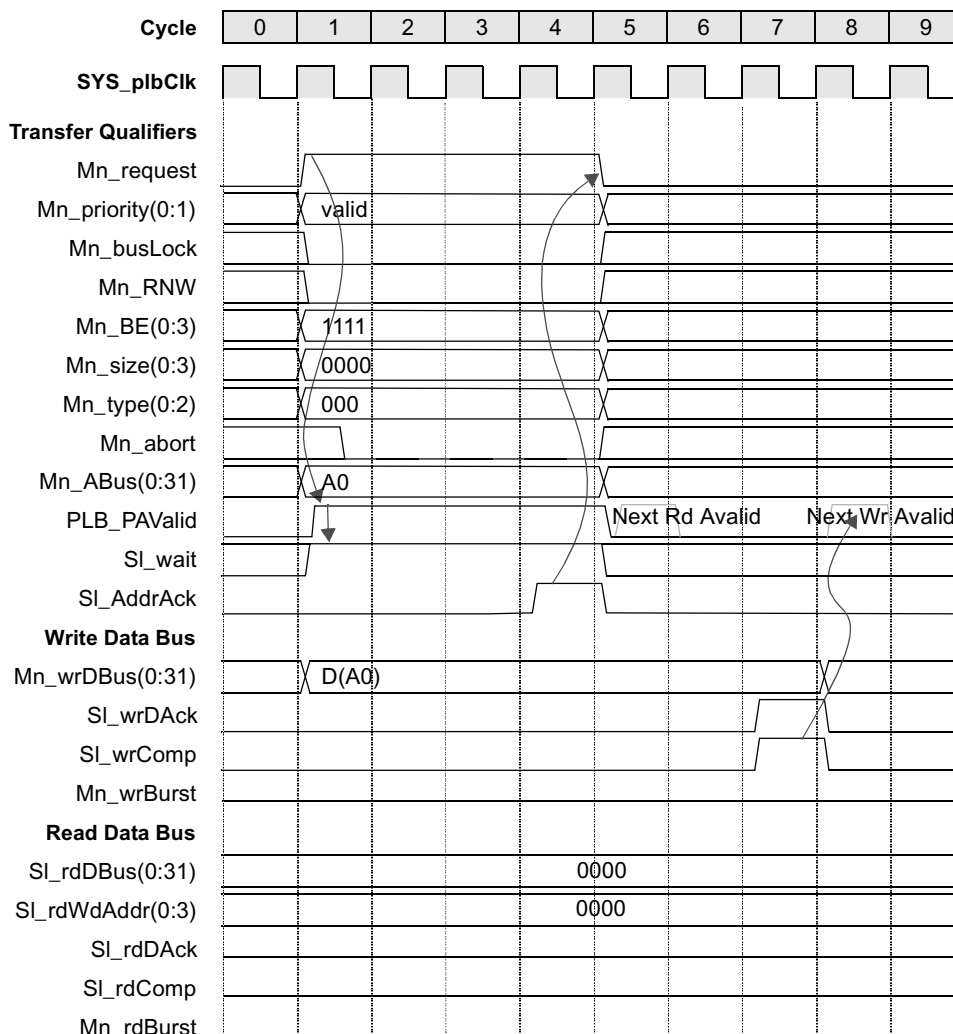 Cycle 0 1 2 3 4 5 6 7 8 9
SYS_plbClk
Transfer Qualifiers
Mn_request
Mn_priority(0:1) valid
Mn_busLock
Mn_RNW
Mn_BE(0:3) 1111
Mn_size(0:3) 0000
Mn_type(0:2) 000
Mn_abort
Mn_ABus(0:31) A0
PLB_PAValid Next Rd Avalid Next Wr Avalid
Sl_wait
Sl_AddrAck
Write Data Bus
Mn_wrDBus(0:31) D(A0)
Sl_wrDAck
Sl_wrComp
Mn_wrBurst
Read Data Bus
Sl_rdDBus(0:31) 0000
Sl_rdWdAddr(0:3) 0000
Sl_rdDAck
Sl_rdComp
Mn_rdBurst